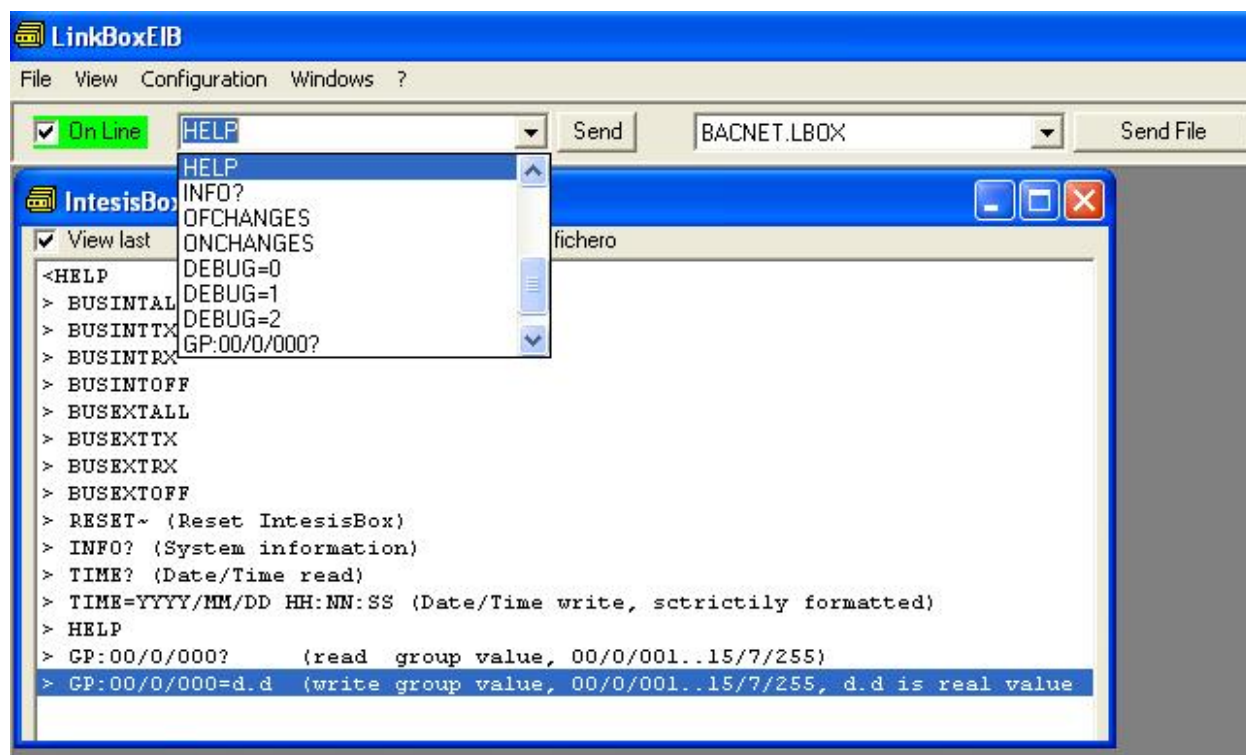 LinkBoxEIB
File View Configuration Windows ?
On Line HELP Send BACNET.LBOX Send File
HELP
INFO?
OFCHANGES
ONCHANGES
DEBUG=0
DEBUG=1
DEBUG=2
GP:00/0/000?
View last fichero
<HELP
> BUSINTAL
> BUSINTTX
> BUSINTRX
> BUSINTOFF
> BUSEXTALL
> BUSEXTTX
> BUSEXTRX
> BUSEXTOFF
> RESET~ (Reset IntesisBox)
> INFO? (System information)
> TIME? (Date/Time read)
> TIME=YYYY/MM/DD HH:NN:SS (Date/Time write, sctrictily formatted)
> HELP
> GP:00/0/000? (read group value, 00/0/001..15/7/255)
> GP:00/0/000=d.d (write group value, 00/0/001..15/7/255, d.d is real value